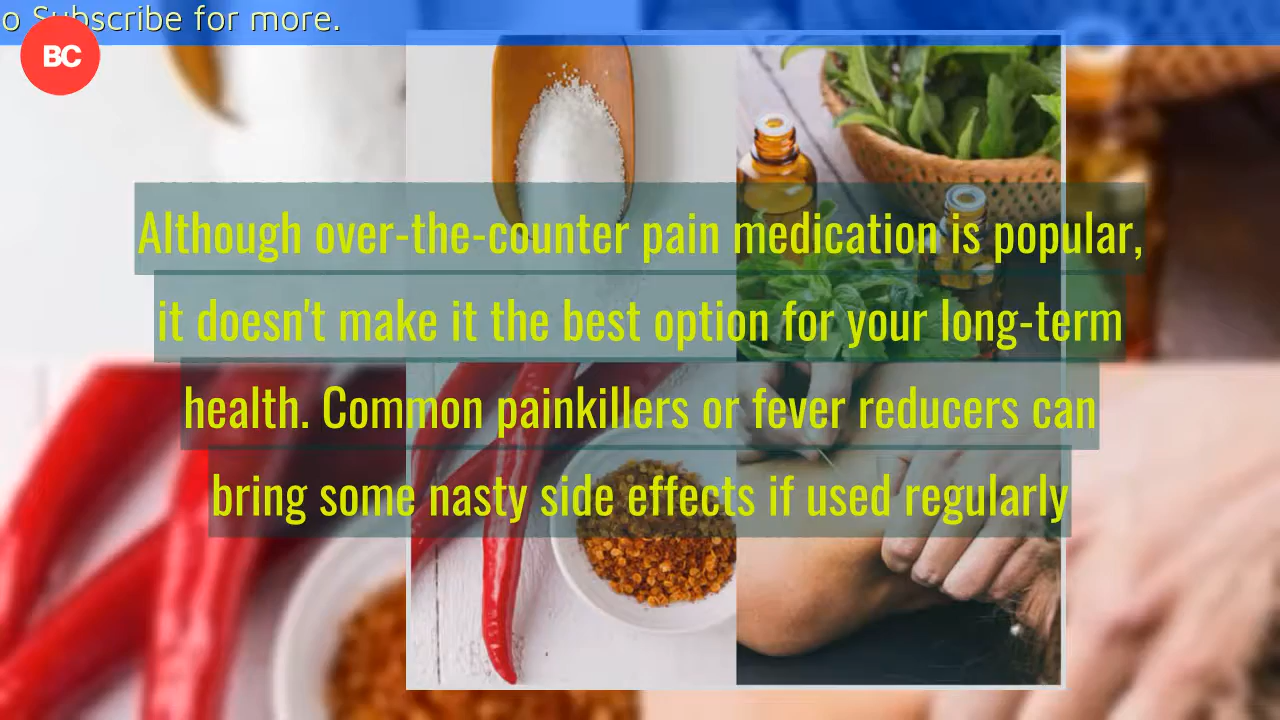 o Subscribe for more.
BC
Although over-the-counter pain medication is popular,
it doesn't make it the best option for your long-term
health. Common painkillers or fever reducers can
bring some nasty side effects if used regularly